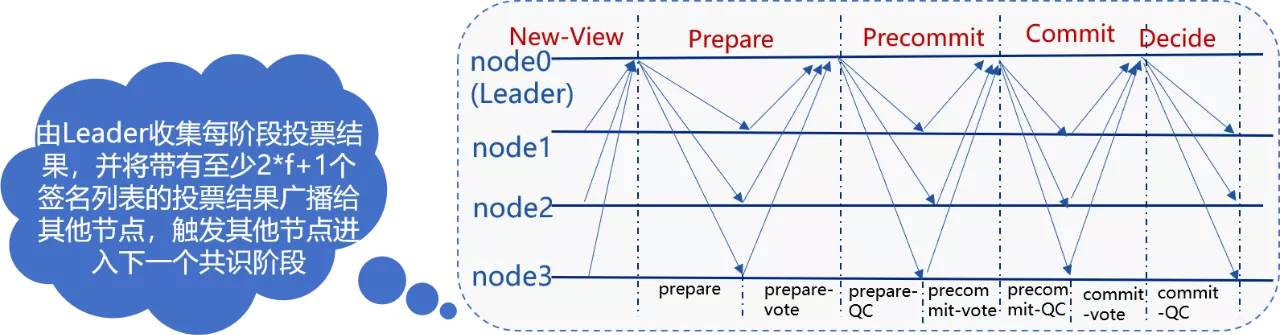 由Leader收集每阶段投票结
果，并将带有至少2*f+1个
签名列表的投票结果广播给
其他节点，触发其他节点进
入下一个共识阶段
New-View
Prepare
Precommit
Commit
Decide
node0
(Leader)
node1
node2
node3
prepare
prepare-
vote
prepare-
QC
precom
mit-vote
precom
mit-QC
commit
-vote
commit
-QC